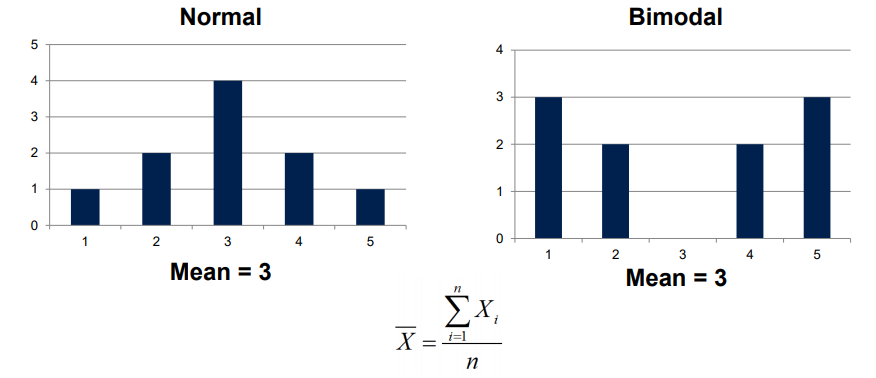 Normal
5
4
3
2
1
0
1 2 3 4 5
Mean = 3
Bimodal
4
3
2
1
0
1 2 3 4 5
Mean = 3
n
∑ X_i
i=1
X̅ =
n